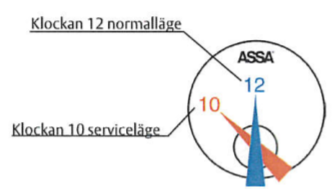 Klockan 12 normalläge
ASSA
12
10
Klockan 10 serviceläge